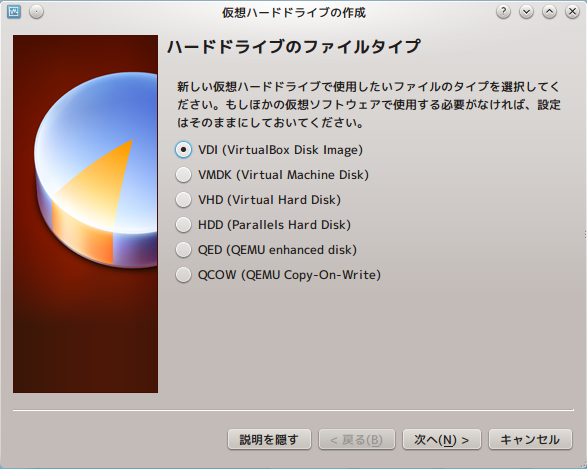 仮想ハードドライブの作成
ハードドライブのファイルタイプ
新しい仮想ハードドライブで使用したいファイルのタイプを選択してく
ださい。もしほかの仮想ソフトウェアで使用する必要がなければ、設定
はそのままにしておいてください。
VDI (VirtualBox Disk Image)
VMDK (Virtual Machine Disk)
VHD (Virtual Hard Disk)
HDD (Parallels Hard Disk)
QED (QEMU enhanced disk)
QCOW (QEMU Copy-On-Write)
説明を隠す < 戻る(B) 次へ(N) > キャンセル